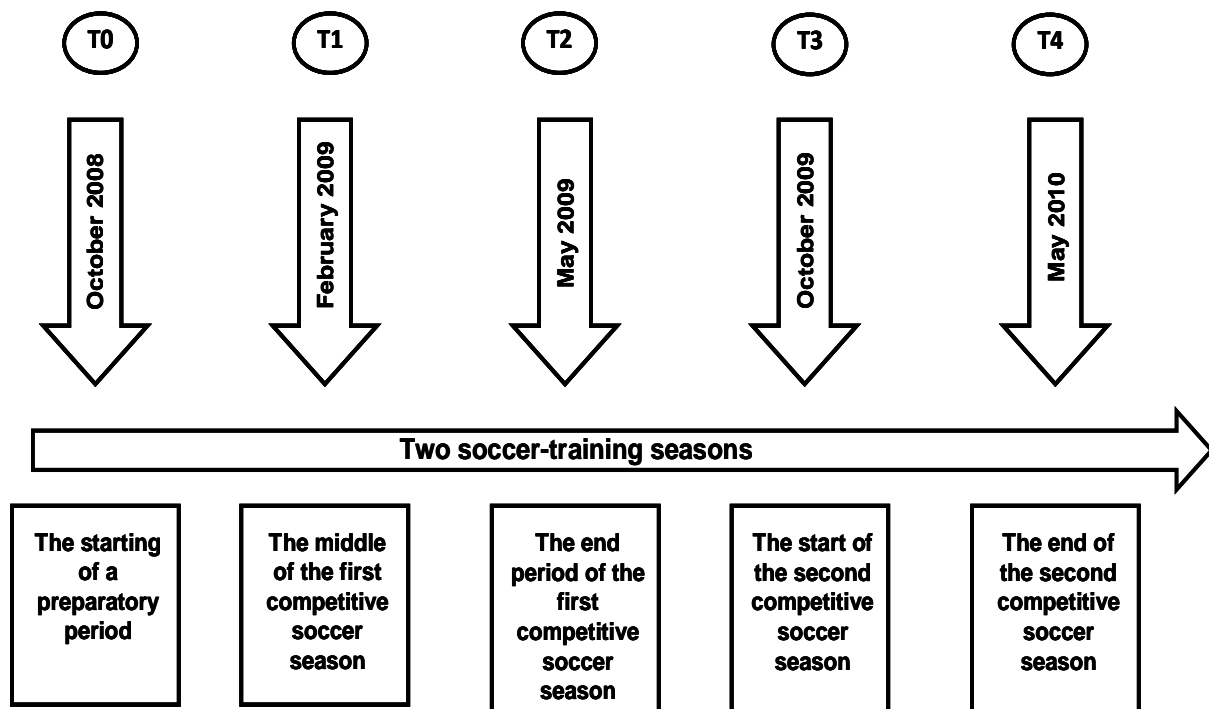 T0
T1
T2
T3
T4
October 2008
February 2009
May 2009
October 2009
May 2010
Two soccer-training seasons
The starting
of a
preparatory
period
The middle
of the first
competitive
soccer
season
The end
period of the
first
competitive
soccer
season
The start of
the second
competitive
soccer
season
The end of
the second
competitive
soccer
season